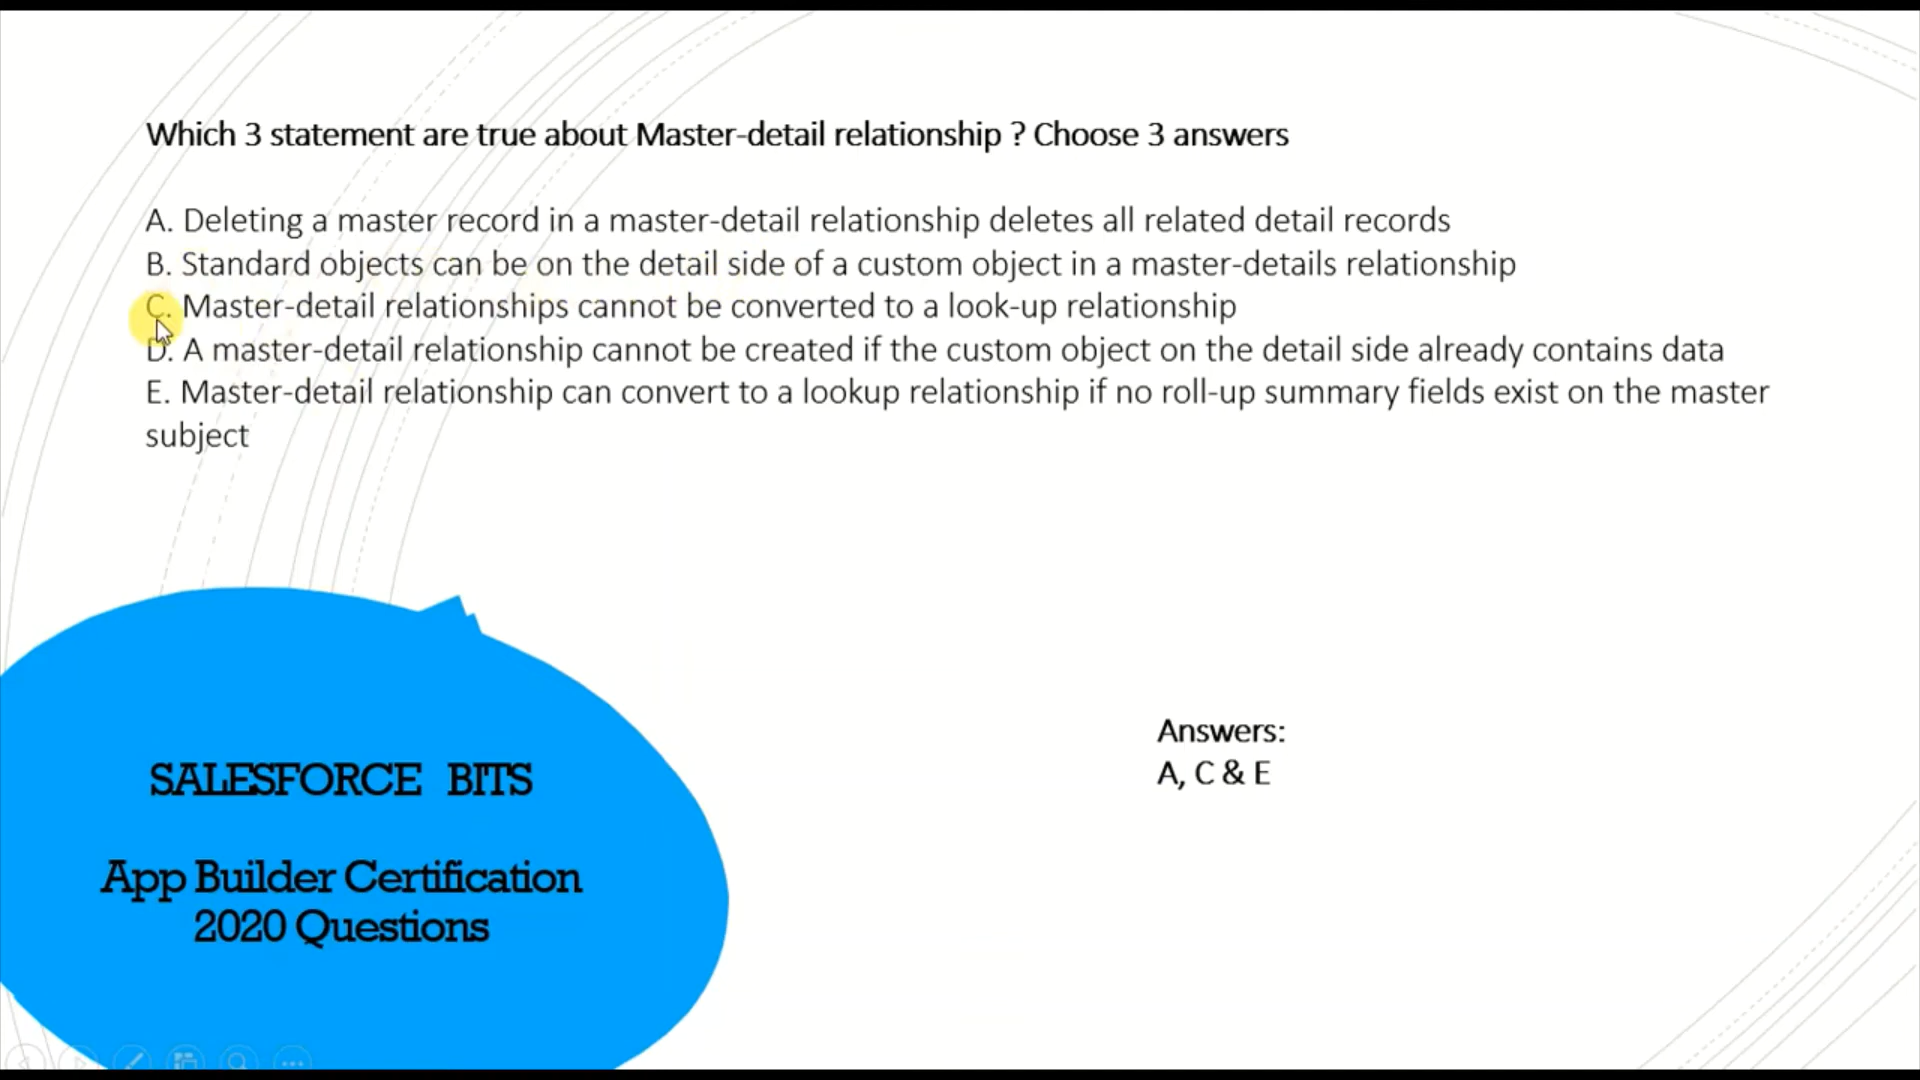 Which 3 statement are true about Master-detail relationship ? Choose 3 answers
A. Deleting a master record in a master-detail relationship deletes all related detail records
B. Standard objects can be on the detail side of a custom object in a master-details relationship
C. Master-detail relationships cannot be converted to a look-up relationship
D. A master-detail relationship cannot be created if the custom object on the detail side already contains data
E. Master-detail relationship can convert to a lookup relationship if no roll-up summary fields exist on the master
subject
Answers:
A, C & E
SALESFORCE BITS
App Builder Certification
2020 Questions